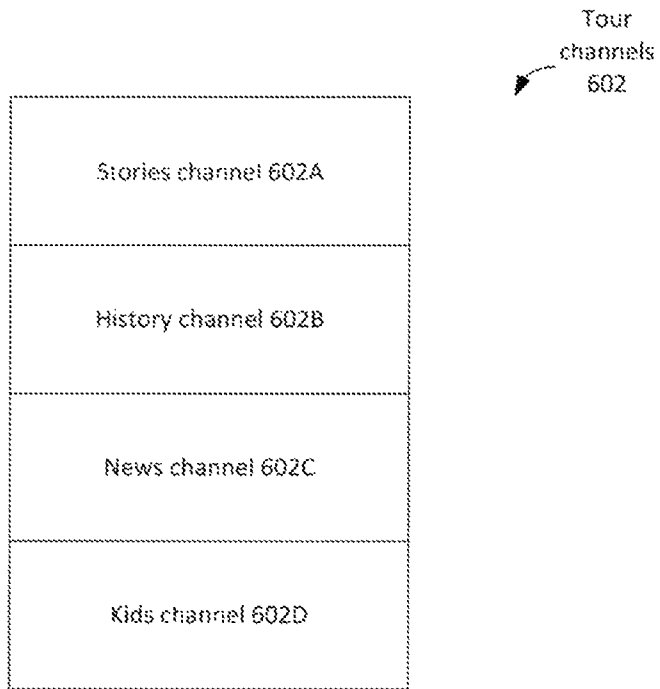 Tour
channels
602
Stories channel 602A
History channel 602B
News channel 602C
Kids channel 602D